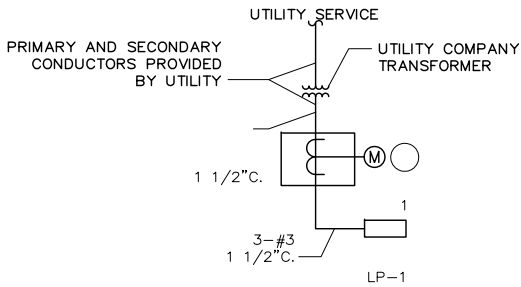 UTILITY SERVICE
PRIMARY AND SECONDARY
CONDUCTORS PROVIDED
BY UTILITY
UTILITY COMPANY
TRANSFORMER
M
1 1/2"C.
1
3-#3
1 1/2"C.
LP-1